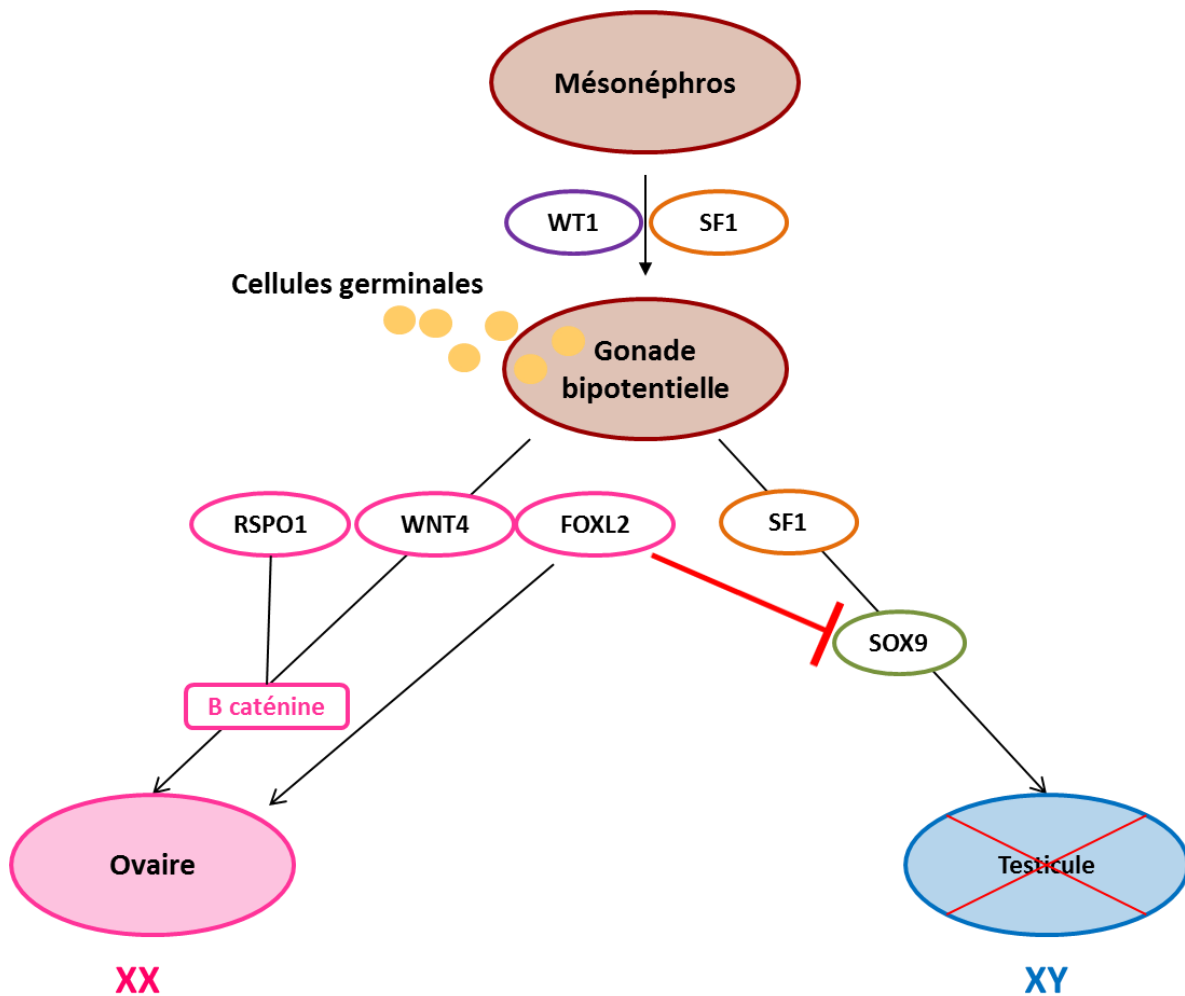 Mésonéphros
WT1
SF1
Cellules germinales
Gonade
bipotentielle
RSPO1
WNT4
FOXL2
SF1
SOX9
B caténine
Ovaire
Testicule
XX
XY